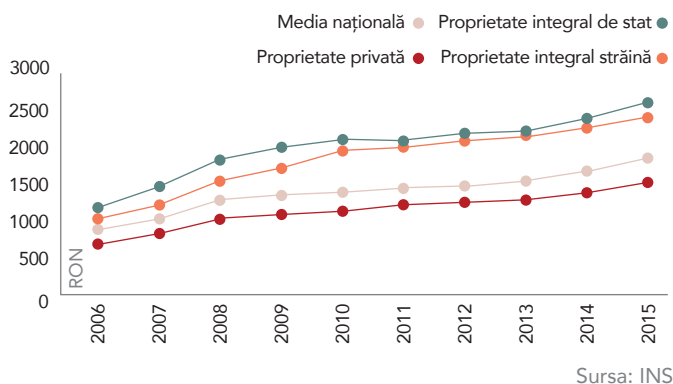 Media națională
Proprietate integral de stat
Proprietate privată
Proprietate integral străină
3000
2500
2000
1500
1000
500
0
RON
2006
2007
2008
2009
2010
2011
2012
2013
2014
2015
Sursa: INS